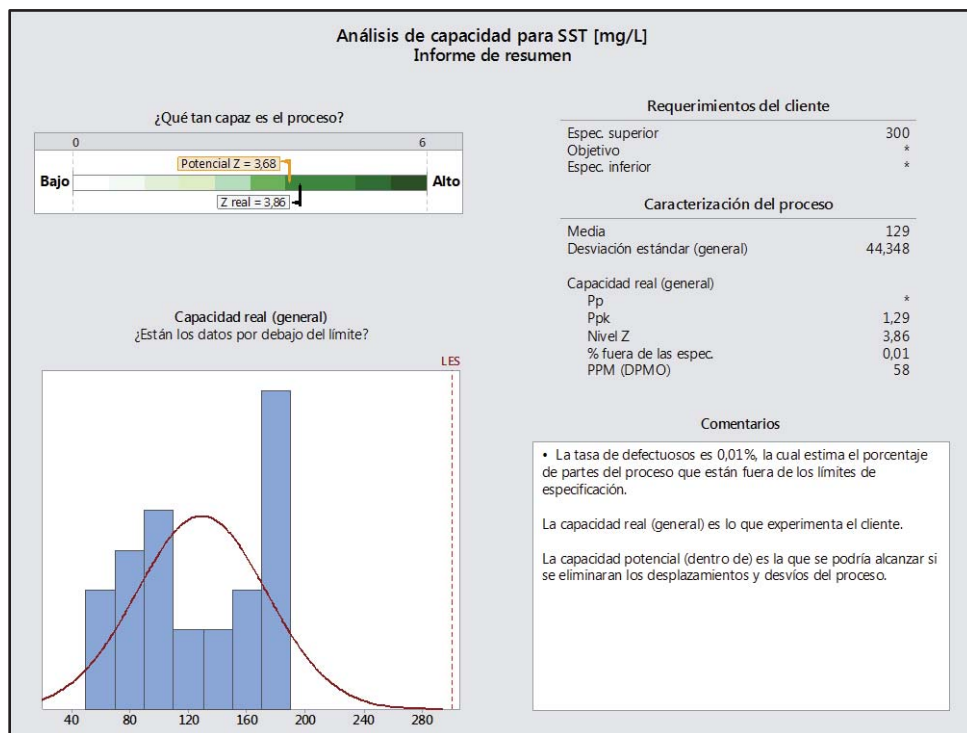 Análisis de capacidad para SST [mg/L]
Informe de resumen
¿Qué tan capaz es el proceso?
0 6
Potencial Z = 3,68
Bajo Alto
Z real = 3,86
Requerimientos del cliente
Espec. superior 300
Objetivo *
Espec. inferior *
Caracterización del proceso
Media 129
Desviación estándar (general) 44,348
Capacidad real (general)
Pp *
Ppk 1,29
Nivel Z 3,86
% fuera de las espec. 0,01
PPM (DPMO) 58
Capacidad real (general)
¿Están los datos por debajo del límite?
LES
40 80 120 160 200 240 280
Comentarios
• La tasa de defectuosos es 0,01%, la cual estima el porcentaje
de partes del proceso que están fuera de los límites de
especificación.
La capacidad real (general) es lo que experimenta el cliente.
La capacidad potencial (dentro de) es la que se podría alcanzar si
se eliminaran los desplazamientos y desvíos del proceso.